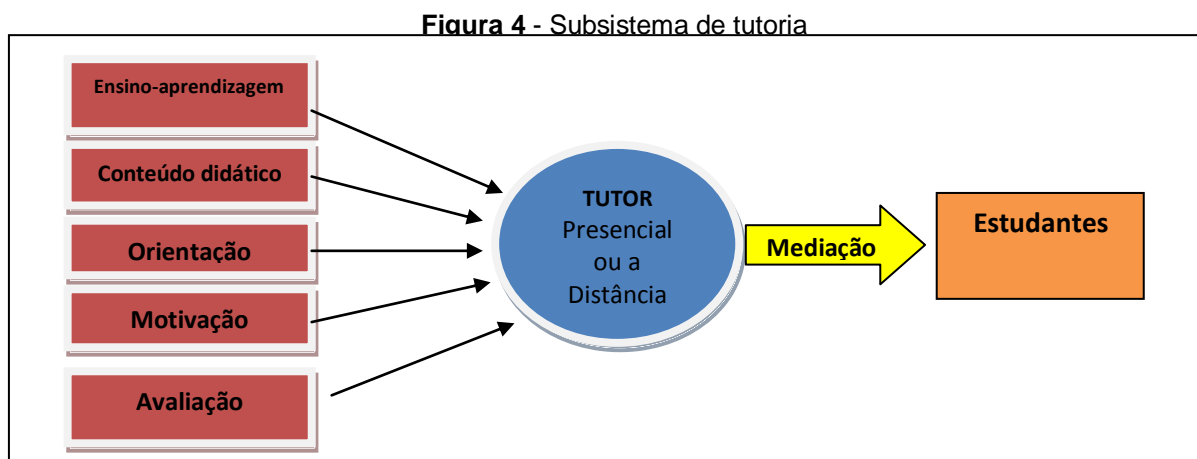 Figura 4 - Subsistema de tutoria
Ensino-aprendizagem
Conteúdo didático
Orientação
Motivação
Avaliação
TUTOR
Presencial
ou a
Distância
Mediação
Estudantes